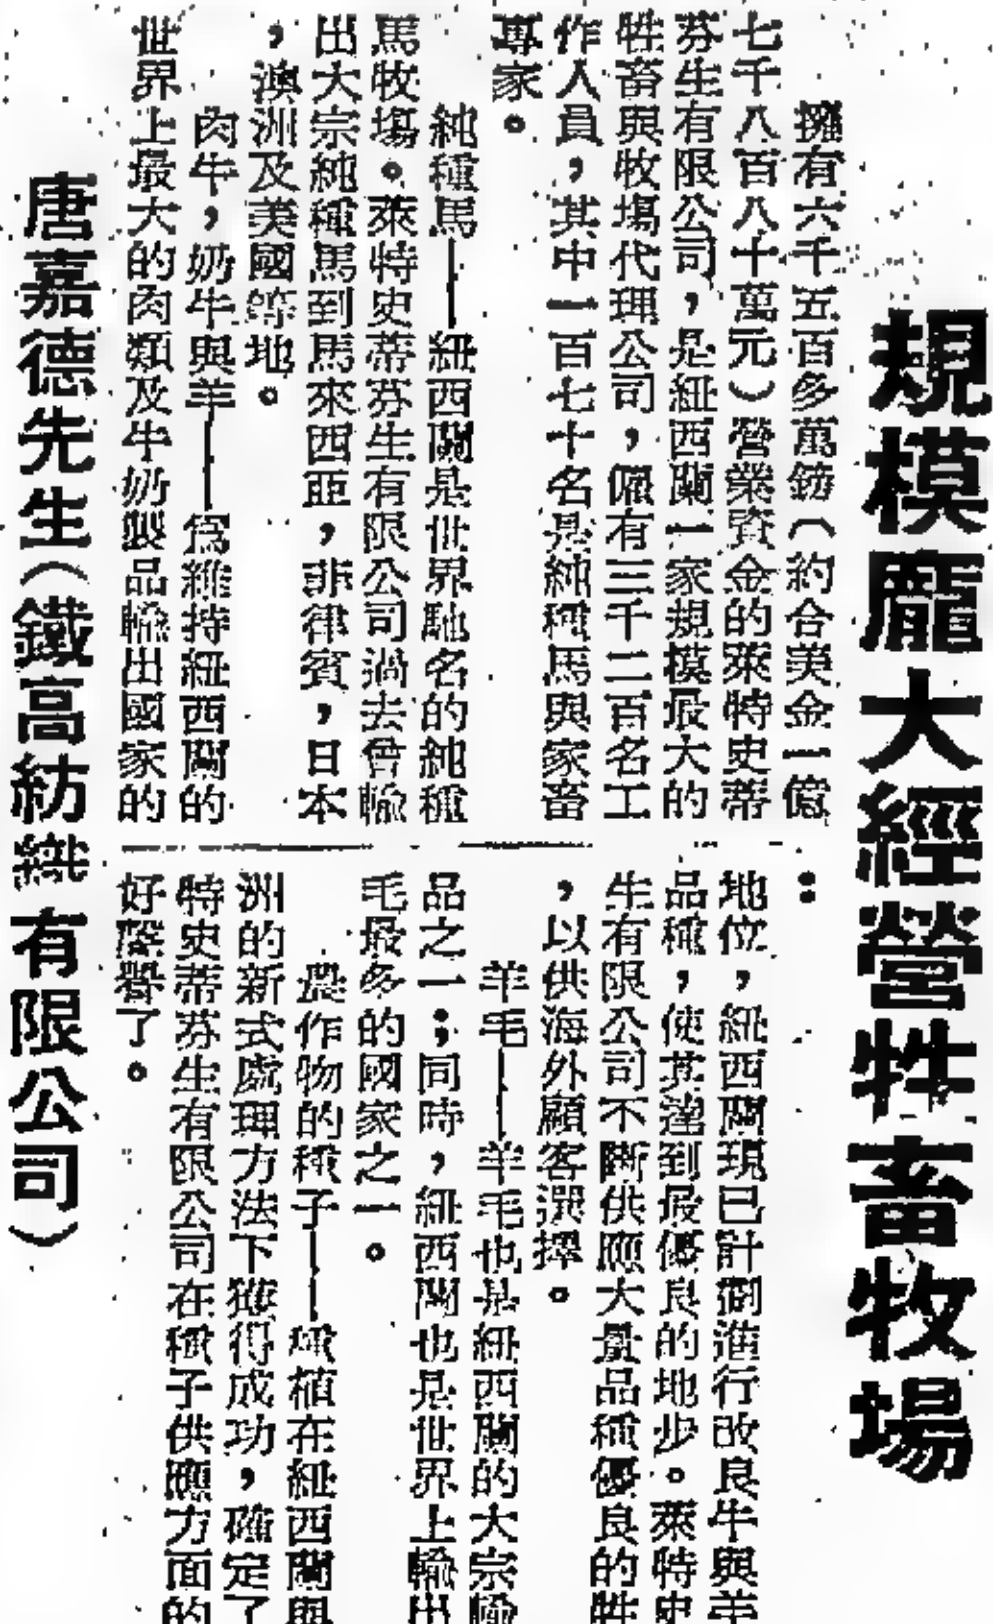 規模龐大經營牲畜牧場
擁有六千五百多萬鎊（約合美金一億
七千八百八十萬元）營業資金的萊特史蒂
芬生有限公司，是紐西蘭一家規模最大的
牲畜與牧場代理公司，僱有三千二百名工
作人員，其中一百七十名是純種馬與家畜
專家。
純種馬——紐西蘭是世界馳名的純種
馬牧場。萊特史蒂芬生有限公司過去曾輸
出大宗純種馬到馬來西亞，菲律賓，日本
，澳洲及美國等地。
肉牛，奶牛與羊——爲維持紐西蘭的
世界上最大的肉類及牛奶製品輸出國家的
：
地位，紐西蘭現已計劃進行改良牛與羊
品種，使其達到最優良的地步。萊特史
生有限公司不斷供應大量品種優良的牲
，以供海外顧客選擇。
羊毛——羊毛也是紐西蘭的大宗輸
品之一；同時，紐西蘭也是世界上輸出
毛最多的國家之一。
農作物的種子——種植在紐西蘭與
洲的新式處理方法下獲得成功，確定了
特史蒂芬生有限公司在種子供應方面的
好聲譽了。
唐嘉德先生（鐵高紡織有限公司）